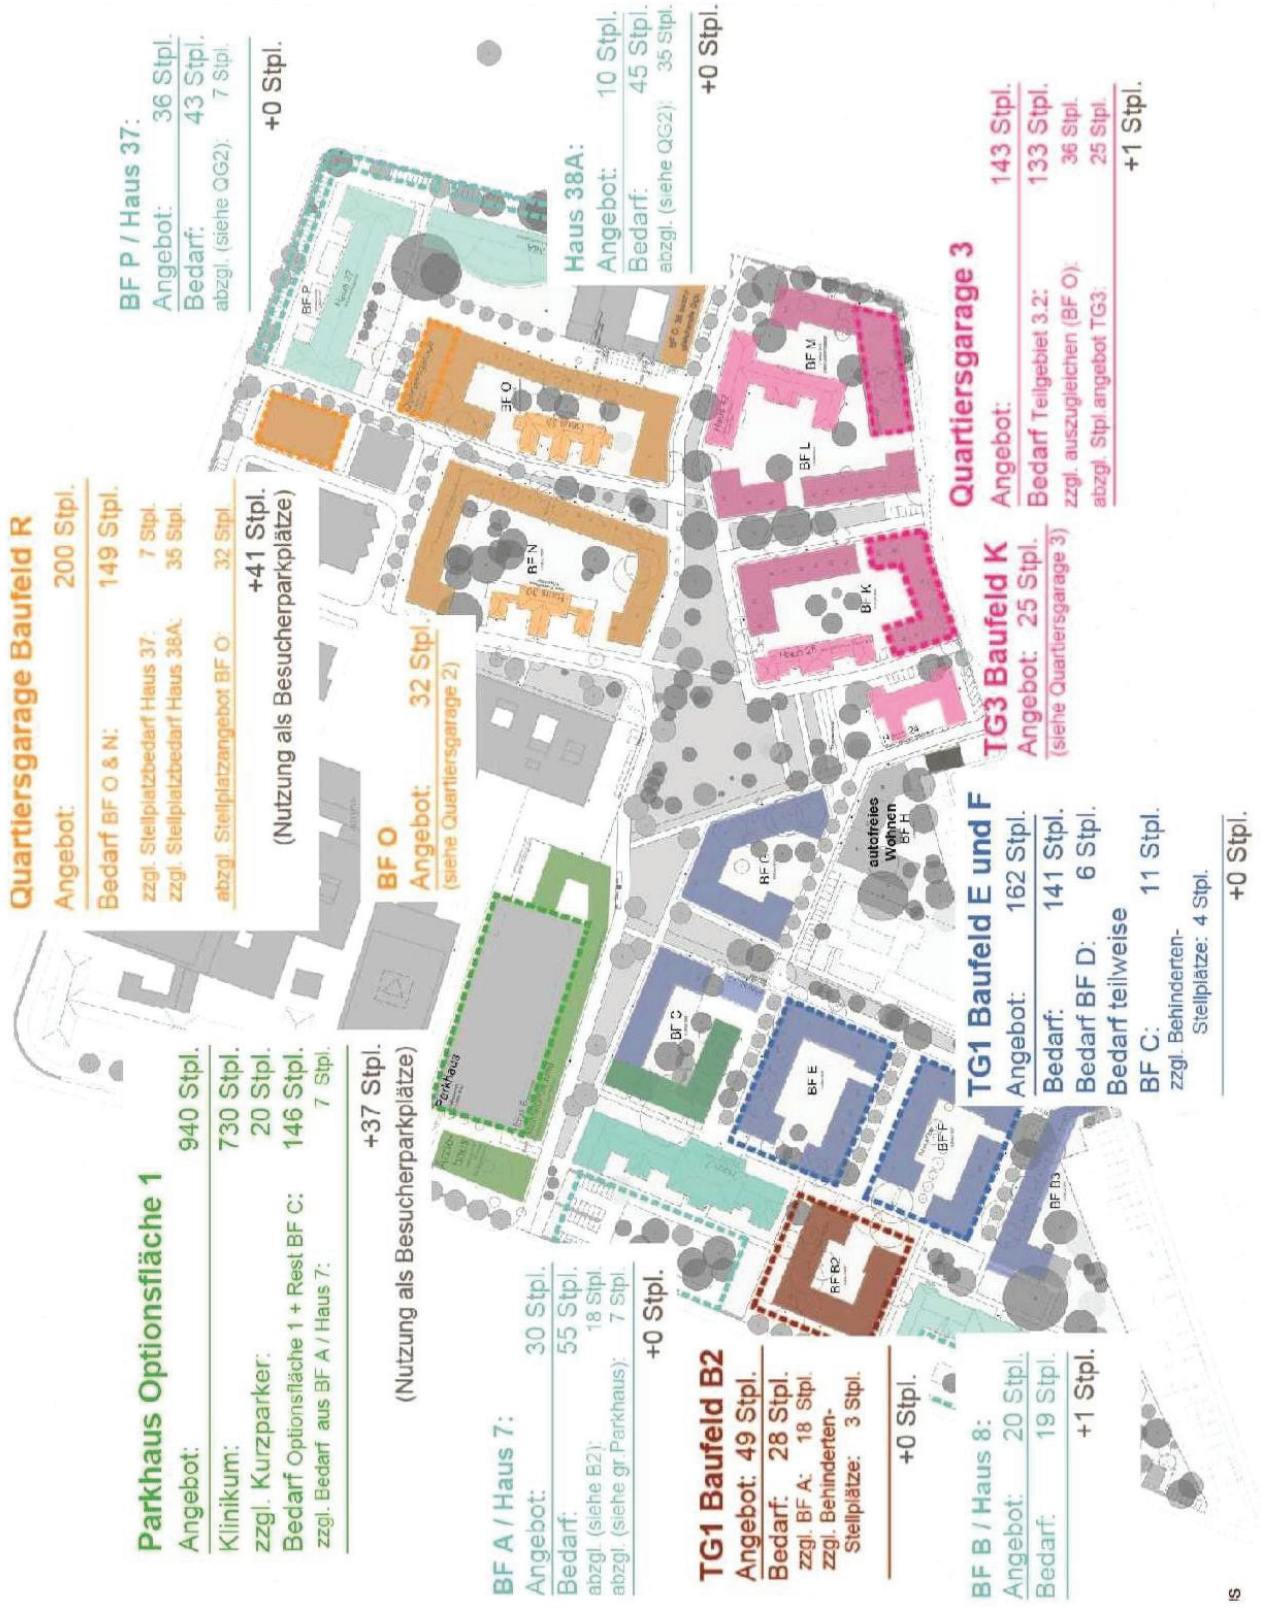 Parkhaus Optionsfläche 1
Angebot: 940 Stpl.
Klinikum: 730 Stpl.
zzgl. Kurzparker: 20 Stpl.
Bedarf Optionsfläche 1 + Rest BF C: 146 Stpl.
zzgl. Bedarf aus BF A / Haus 7: 7 Stpl.
+37 Stpl.
(Nutzung als Besucherparkplätze)
Quartiersgarage Baufeld R
Angebot: 200 Stpl.
Bedarf BF O & N: 149 Stpl.
zzgl. Stellplatzbedarf Haus 37: 7 Stpl.
zzgl. Stellplatzbedarf Haus 38A: 35 Stpl.
abzgl. Stellplatzangebot BF O: 32 Stpl.
+41 Stpl.
(Nutzung als Besucherparkplätze)
BF P / Haus 37:
Angebot: 36 Stpl.
Bedarf: 43 Stpl.
abzgl. (siehe QG2): 7 Stpl.
+0 Stpl.
BF O
Angebot: 32 Stpl.
(siehe Quartiersgarage 2)
Haus 38A:
Angebot: 10 Stpl.
Bedarf: 45 Stpl.
abzgl. (siehe QG2): 35 Stpl.
+0 Stpl.
BF P
Haus 37
BF O
BF N
Haus 30
Parkhaus
BF M
BF L
BF K
BF C
BF E
BF F
BF B2
BF B3
autofreies
Wohnen
BF H
BF A / Haus 7:
Angebot: 30 Stpl.
Bedarf: 55 Stpl.
abzgl. (siehe B2): 18 Stpl.
abzgl. (siehe gr.Parkhaus): 7 Stpl.
+0 Stpl.
TG1 Baufeld B2
Angebot: 49 Stpl.
Bedarf: 28 Stpl.
zzgl. BF A: 18 Stpl.
zzgl. Behinderten-
Stellplätze: 3 Stpl.
+0 Stpl.
BF B / Haus 8:
Angebot: 20 Stpl.
Bedarf: 19 Stpl.
+1 Stpl.
TG1 Baufeld E und F
Angebot: 162 Stpl.
Bedarf: 141 Stpl.
Bedarf BF D: 6 Stpl.
Bedarf teilweise
BF C: 11 Stpl.
zzgl. Behinderten-
Stellplätze: 4 Stpl.
+0 Stpl.
TG3 Baufeld K
Angebot: 25 Stpl.
(siehe Quartiersgarage 3)
Quartiersgarage 3
Angebot: 143 Stpl.
Bedarf Teilgebiet 3.2: 133 Stpl.
zzgl. auszugleichen (BF O): 36 Stpl.
abzgl. Stpl.angebot TG3: 25 Stpl.
+1 Stpl.